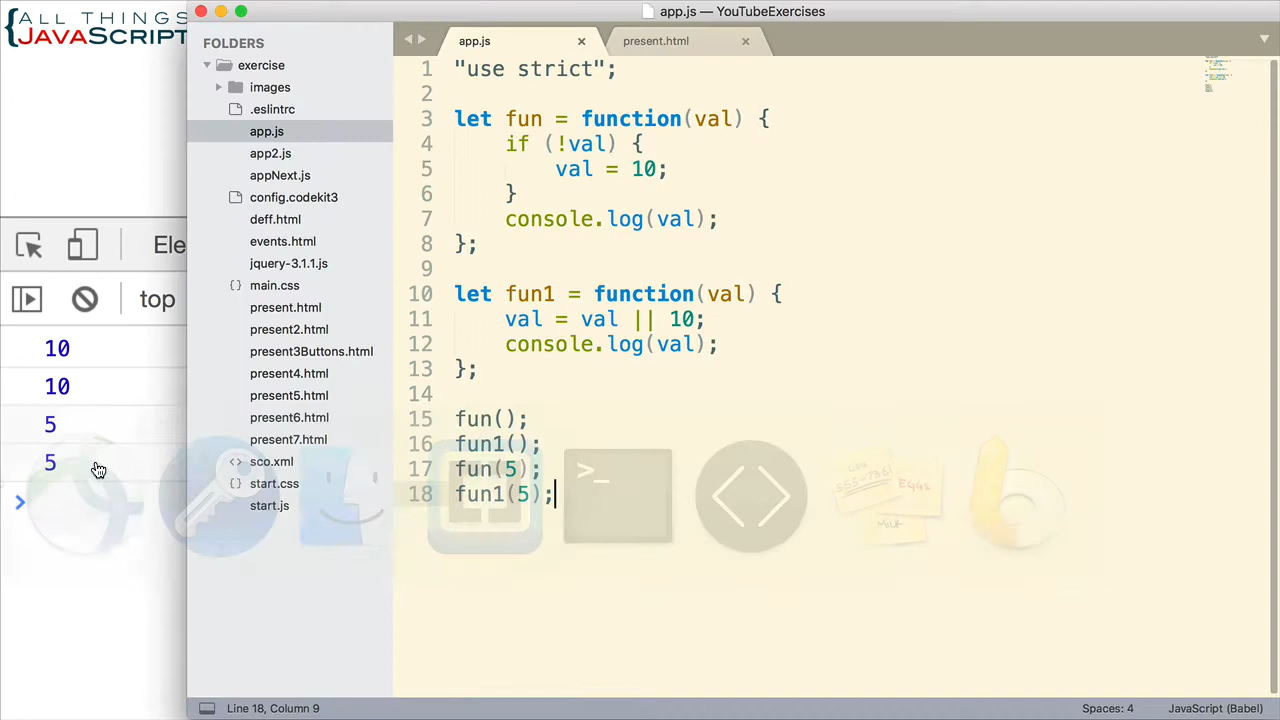 {ALL THINGS
JAVASCRIPT
app.js — YouTubeExercises
FOLDERS
exercise
images
.eslintrc
app.js
app2.js
appNext.js
{} config.codekit3
deff.html
events.html
jquery-3.1.1.js
{} main.css
present.html
present2.html
present3Buttons.html
present4.html
present5.html
present6.html
present7.html
<> sco.xml
<> start.css
start.js
app.js ×
present.html ×
1 "use strict";
2
3 let fun = function(val) {
4 if (!val) {
5 val = 10;
6 }
7 console.log(val);
8 };
9
10 let fun1 = function(val) {
11 val = val || 10;
12 console.log(val);
13 };
14
15 fun();
16 fun1();
17 fun(5);
18 fun1(5);
Ele
top
10
10
5
5
>
>_
<>
555-7361
EGGS
MILK
Line 18, Column 9
Spaces: 4
JavaScript (Babel)